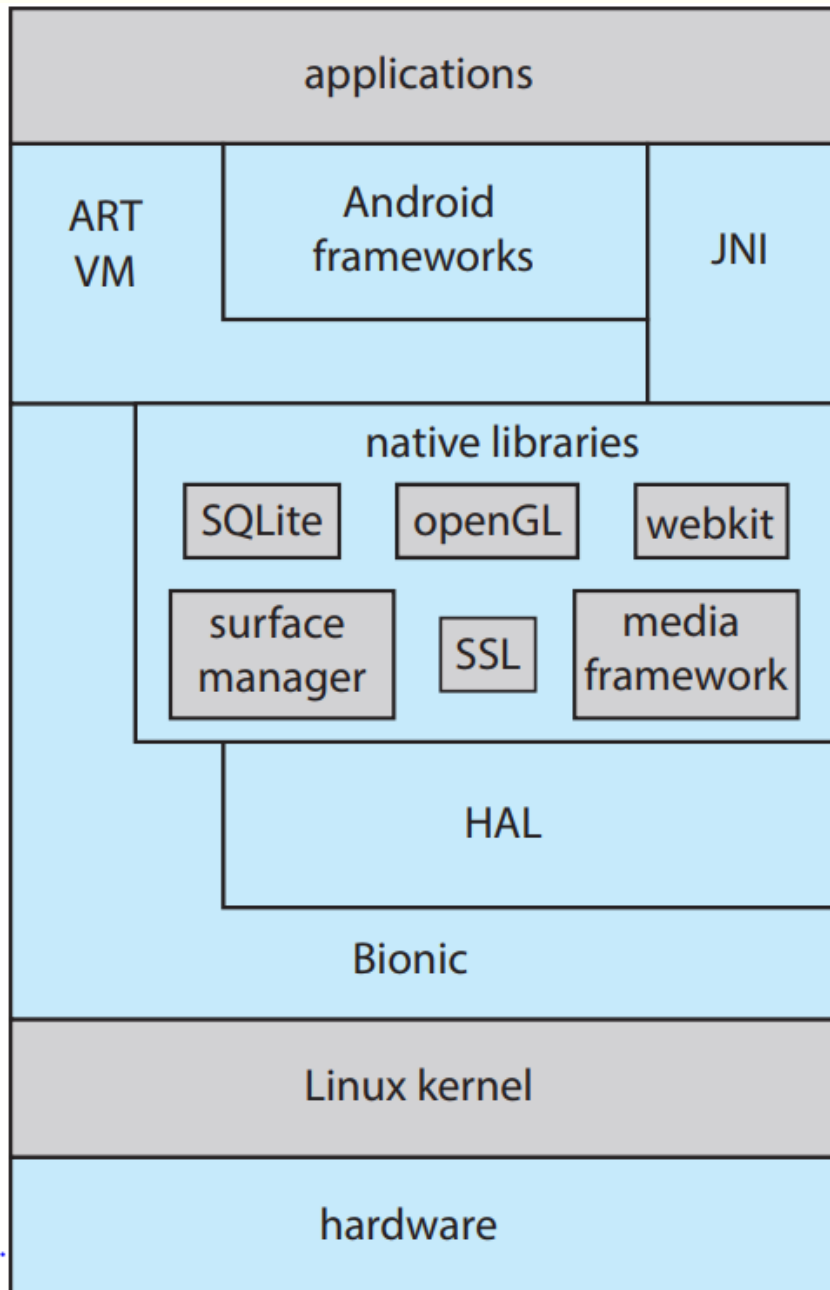 applications
ART
VM
Android
frameworks
JNI
native libraries
SQLite
openGL
webkit
surface
manager
SSL
media
framework
HAL
Bionic
Linux kernel
hardware